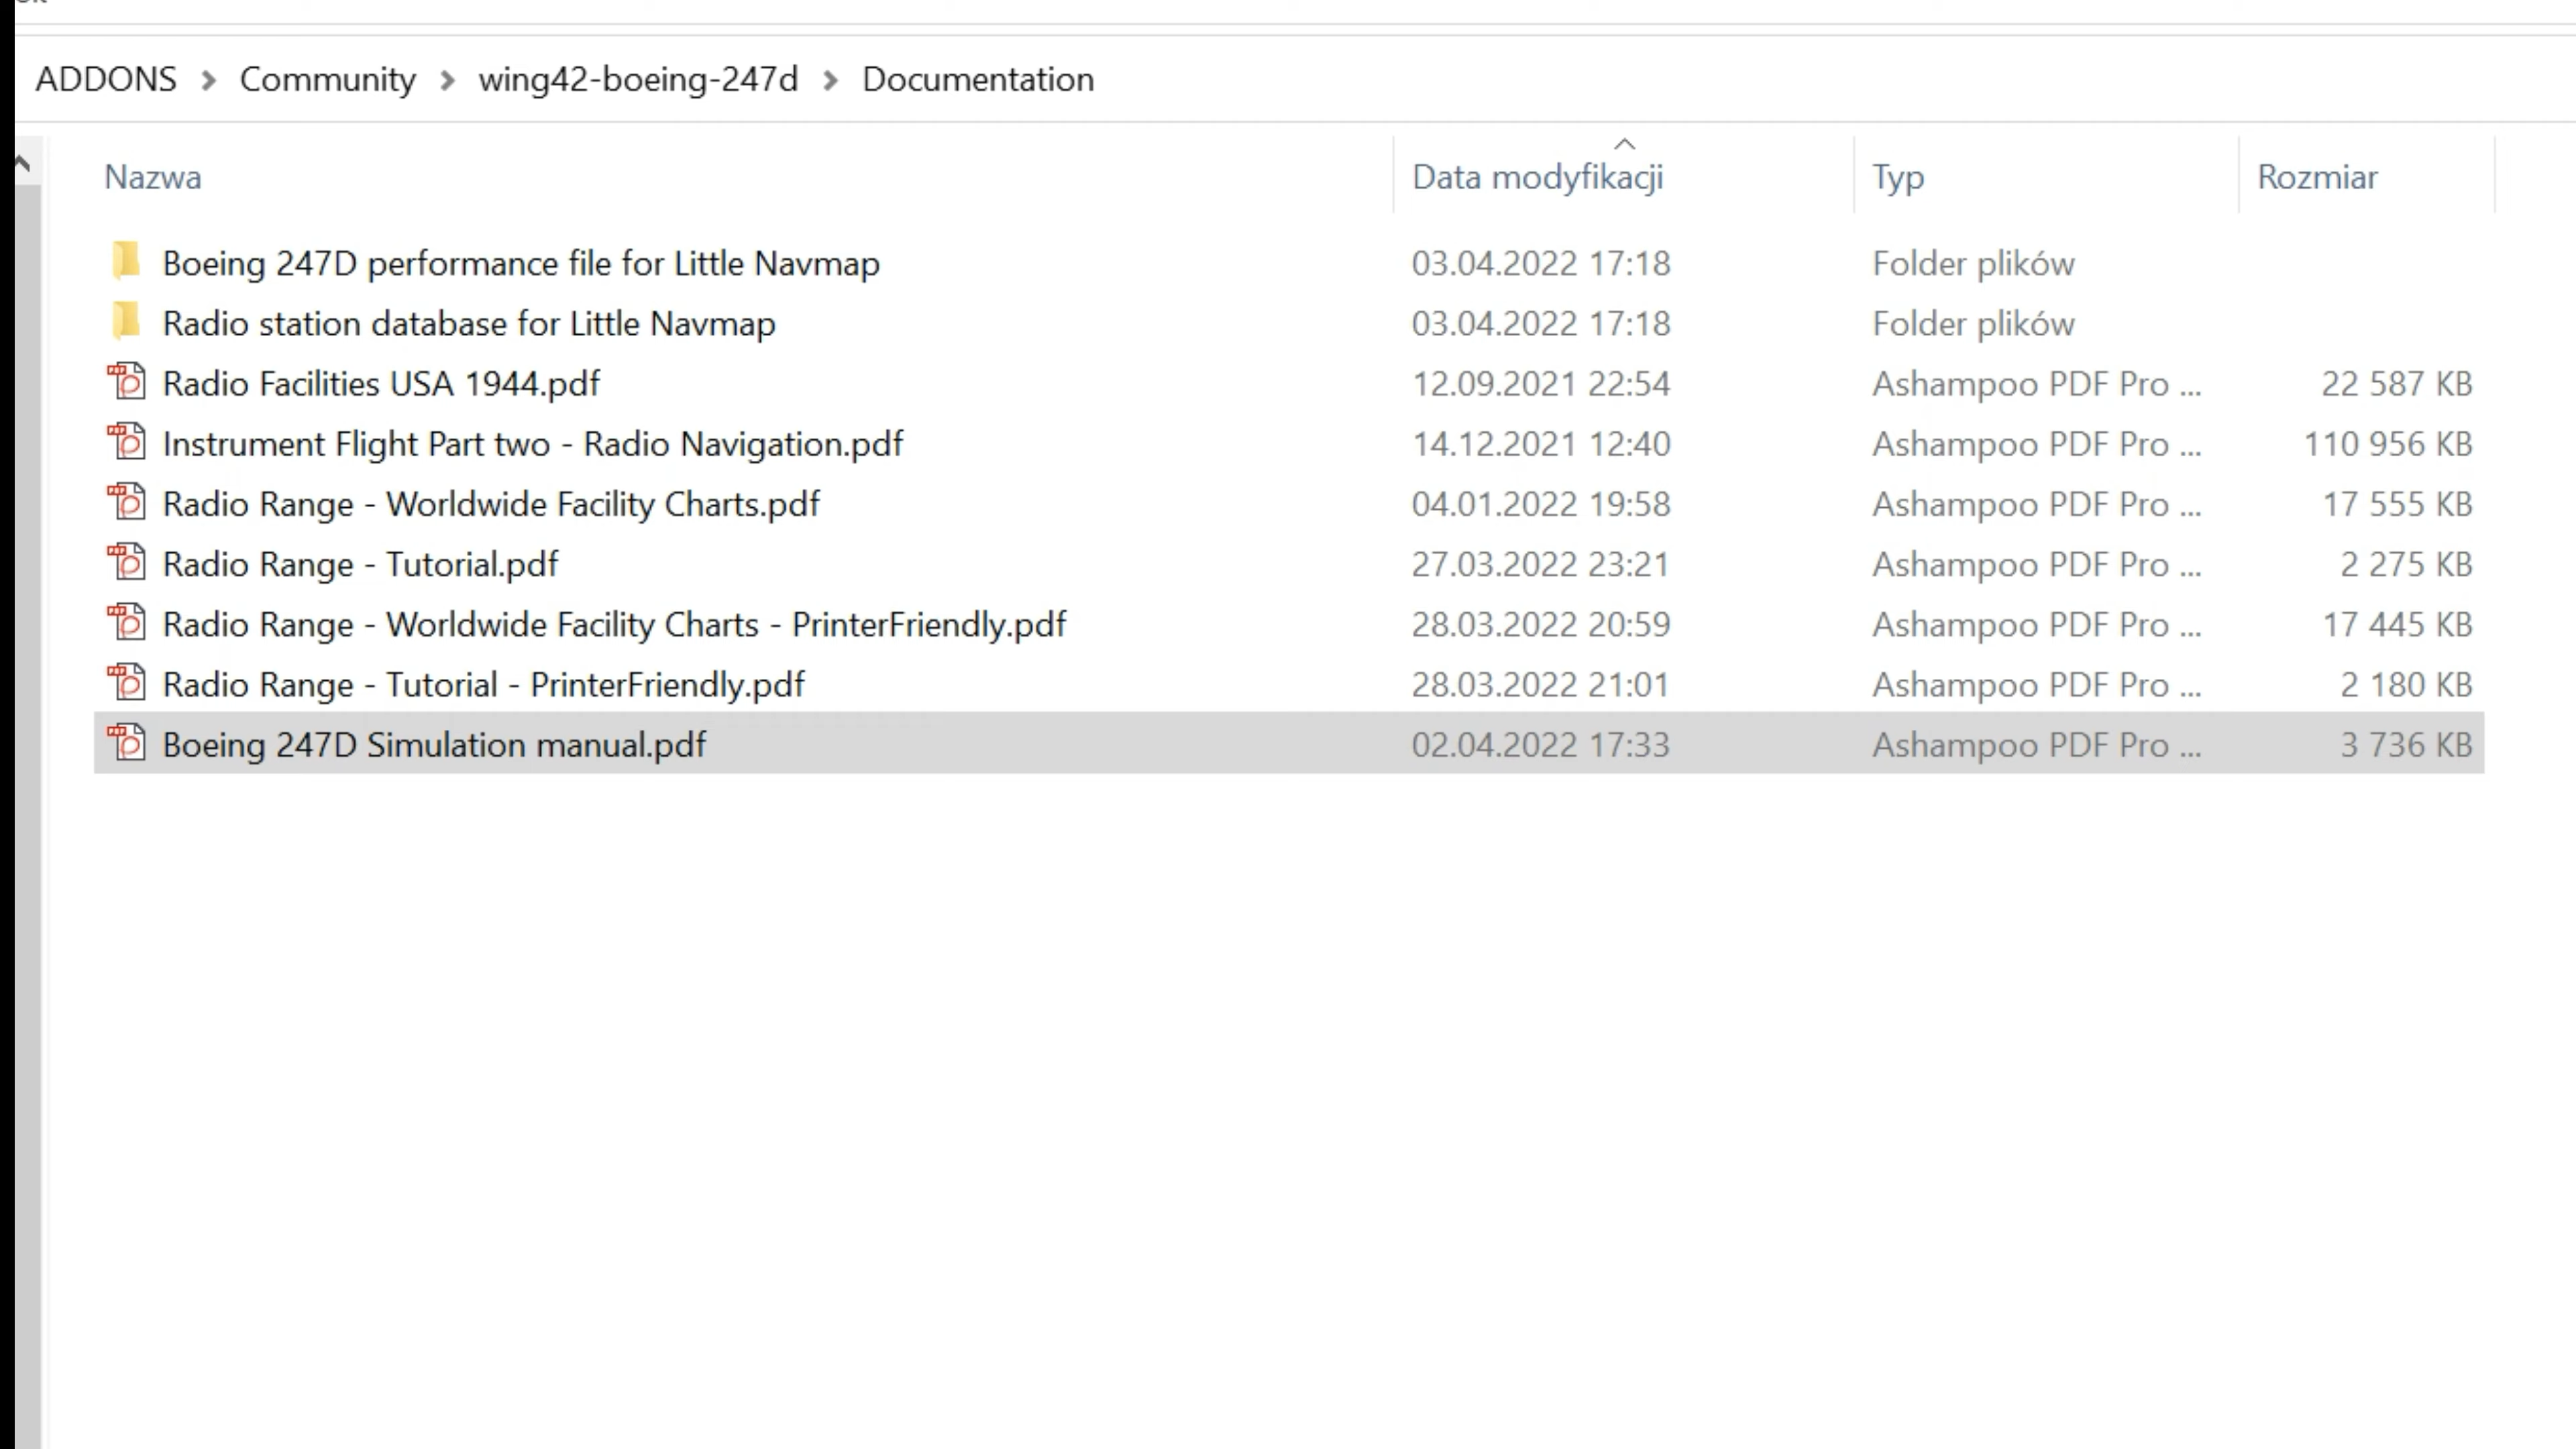 ADDONS > Community > wing42-boeing-247d > Documentation
Nazwa Data modyfikacji Typ Rozmiar
Boeing 247D performance file for Little Navmap 03.04.2022 17:18 Folder plików
Radio station database for Little Navmap 03.04.2022 17:18 Folder plików
Radio Facilities USA 1944.pdf 12.09.2021 22:54 Ashampoo PDF Pro ... 22 587 KB
Instrument Flight Part two - Radio Navigation.pdf 14.12.2021 12:40 Ashampoo PDF Pro ... 110 956 KB
Radio Range - Worldwide Facility Charts.pdf 04.01.2022 19:58 Ashampoo PDF Pro ... 17 555 KB
Radio Range - Tutorial.pdf 27.03.2022 23:21 Ashampoo PDF Pro ... 2 275 KB
Radio Range - Worldwide Facility Charts - PrinterFriendly.pdf 28.03.2022 20:59 Ashampoo PDF Pro ... 17 445 KB
Radio Range - Tutorial - PrinterFriendly.pdf 28.03.2022 21:01 Ashampoo PDF Pro ... 2 180 KB
Boeing 247D Simulation manual.pdf 02.04.2022 17:33 Ashampoo PDF Pro ... 3 736 KB